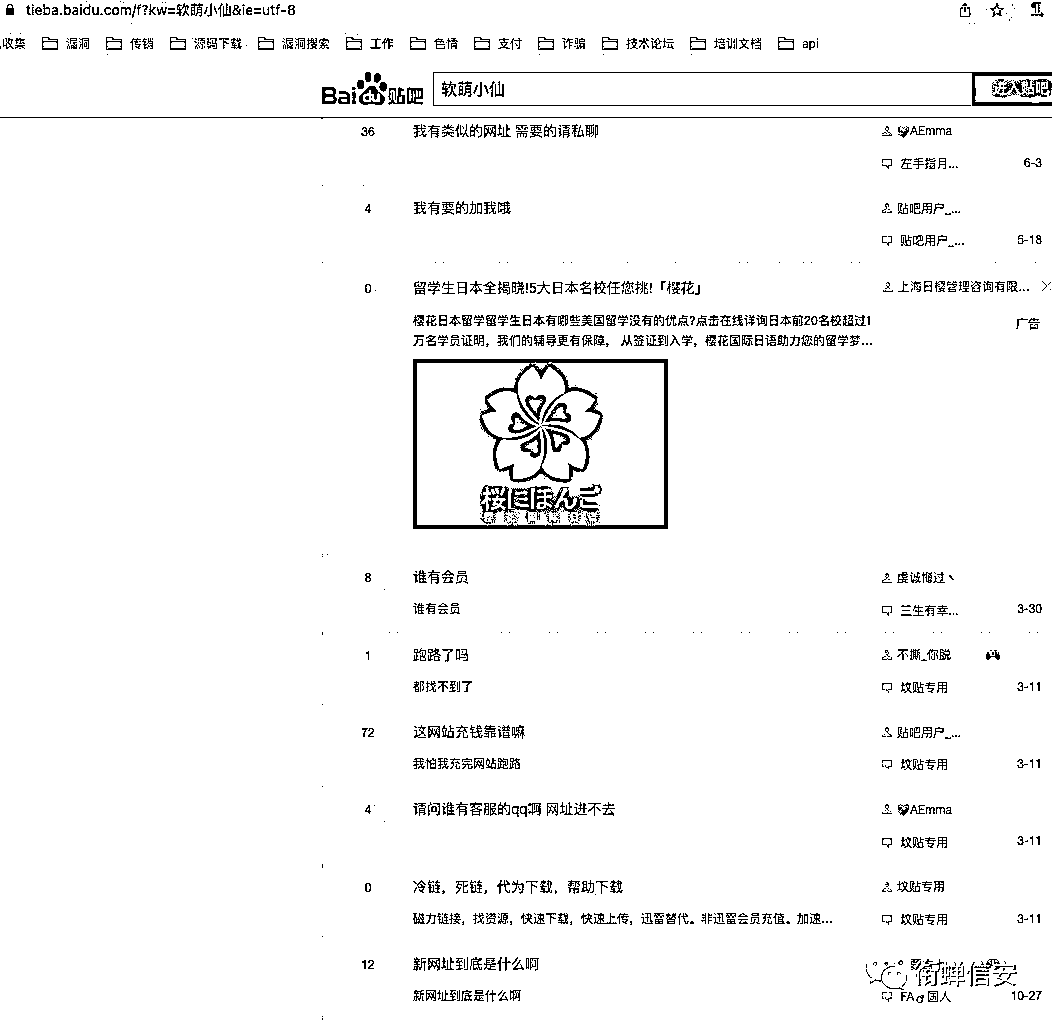 tieba.baidu.com/f?kw=软萌小仙&ie=utf-8
收集 漏洞 传销 源码下载 漏洞搜索 工作 色情 支付 诈骗 技术论坛 培训文档 api
Bai du 贴吧 软萌小仙 进入贴吧
36 我有类似的网址 需要的请私聊 AEmma
左手指月... 6-3
4 我有要的加我哦 贴吧用户_...
贴吧用户_... 5-18
0 留学生日本全揭晓!5大日本名校任您挑!「樱花」 上海日樱管理咨询有限...
樱花日本留学留学生日本有哪些美国留学没有的优点?点击在线详询日本前20名校超过1 广告
万名学员证明，我们的辅导更有保障， 从签证到入学，樱花国际日语助力您的留学梦...
桜にほんご
8 谁有会员 虔诚悔过丶
谁有会员 兰生有幸... 3-30
1 跑路了吗 不撕_你脱
都找不到了 坟贴专用 3-11
72 这网站充钱靠谱嘛 贴吧用户_...
我怕我充完网站跑路 坟贴专用 3-11
4 请问谁有客服的qq啊 网址进不去 AEmma
坟贴专用 3-11
0 冷链，死链，代为下载，帮助下载 坟贴专用
磁力链接，找资源，快速下载，快速上传，迅雷替代。非迅雷会员充值。加速... 坟贴专用 3-11
12 新网址到底是什么啊
衔蝉信安
新网址到底是什么啊 10-27